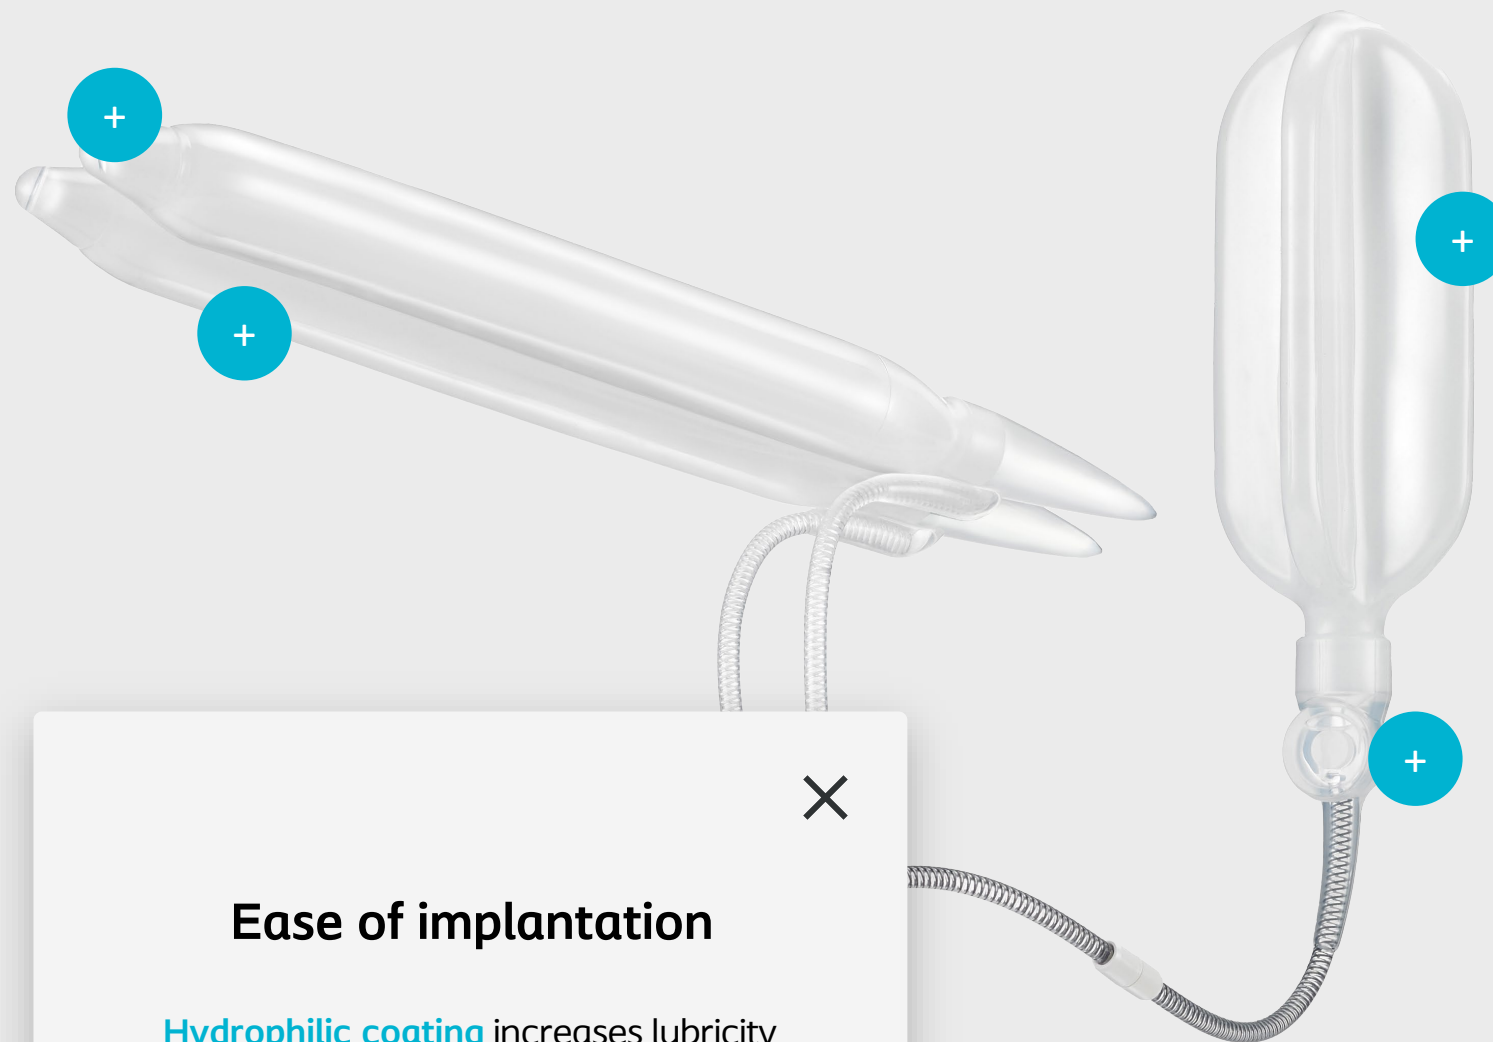 +
+
+
+
Ease of implantation
Hydrophilic coating increases lubricity